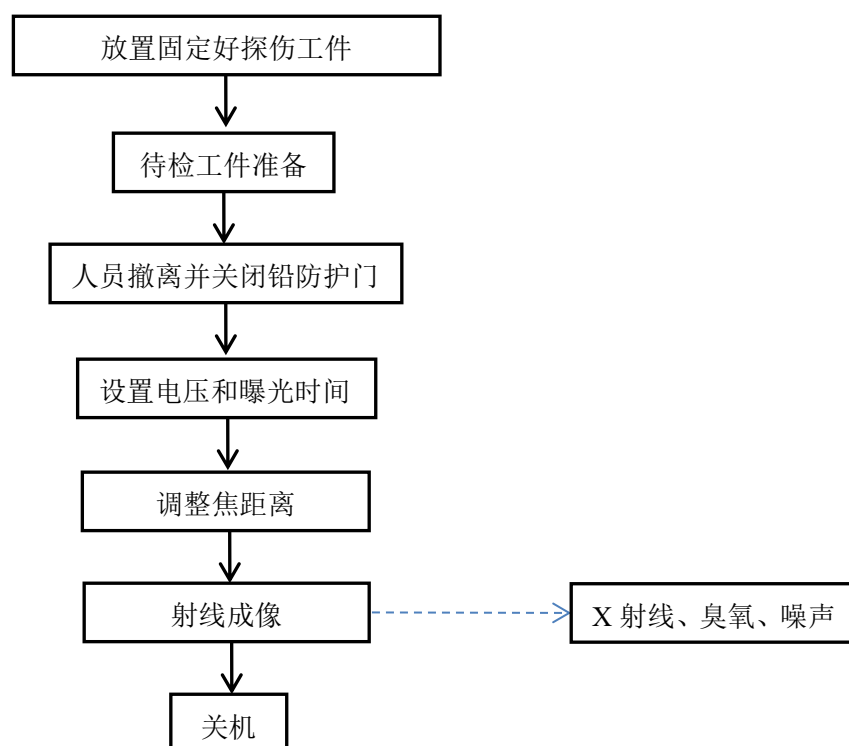 放置固定好探伤工件
待检工件准备
人员撤离并关闭铅防护门
设置电压和曝光时间
调整焦距离
射线成像
X 射线、臭氧、噪声
关机